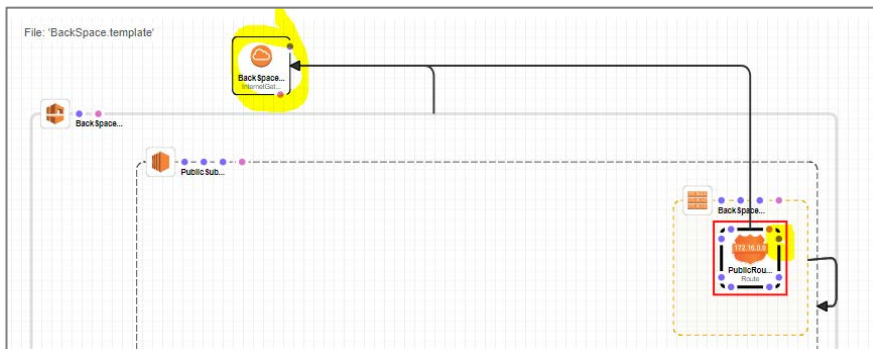 File: 'BackSpace.template'
BackSpace...
InternetGat...
BackSpace...
PublicSub...
BackSpace...
172.16.0.0
PublicRou...
Route